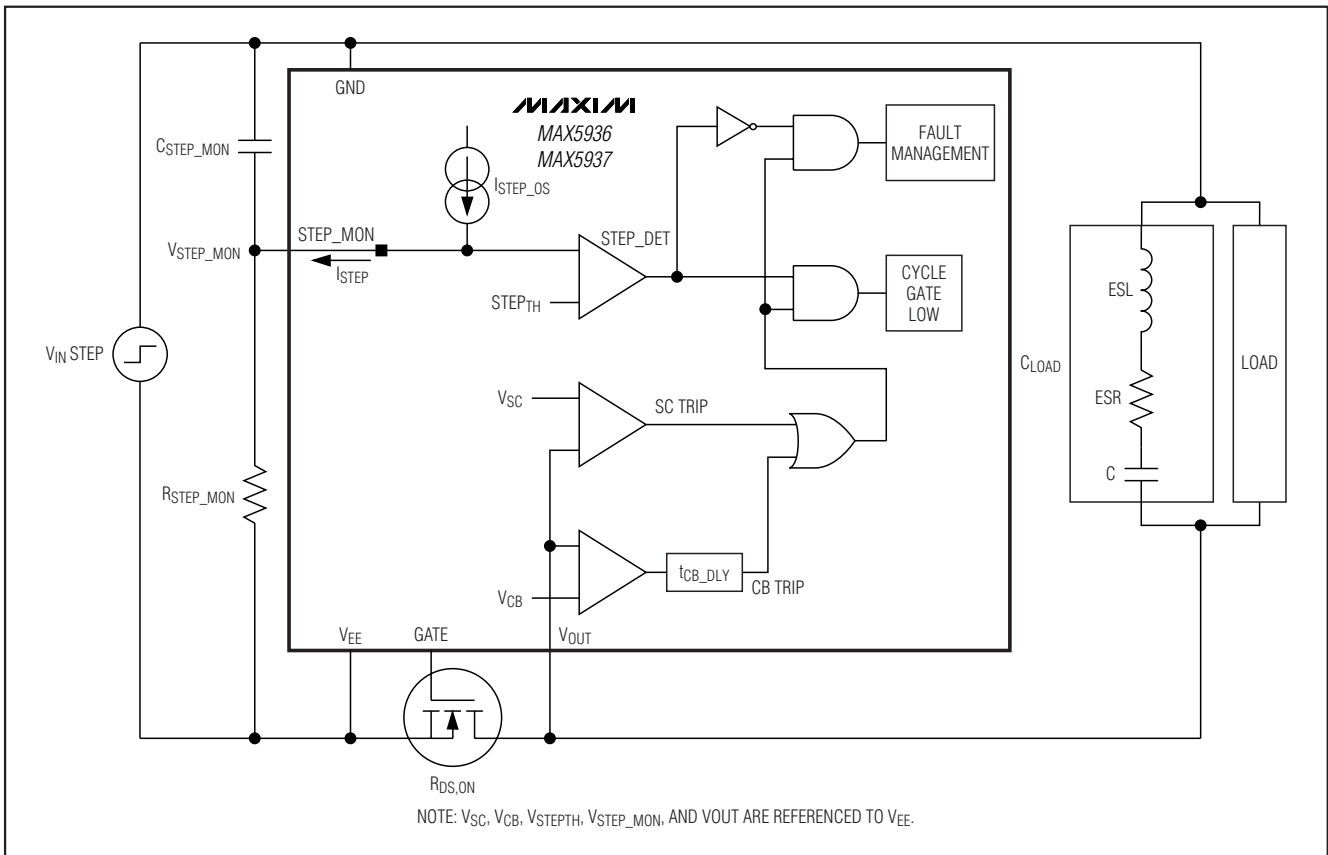 GND
MAXIM
MAX5936
MAX5937
FAULT
MANAGEMENT
CSTEP_MON
ISTEP_OS
STEP_MON
STEP_DET
VSTEP_MON
ISTEP
CYCLE
GATE
LOW
STEPTH
ESL
VIN STEP
CLOAD
LOAD
VSC
SC TRIP
ESR
C
RSTEP_MON
tCB_DLY
CB TRIP
VCB
VEE
GATE
VOUT
RDS,ON
NOTE: VSC, VCB, VSTEPTH, VSTEP_MON, AND VOUT ARE REFERENCED TO VEE.